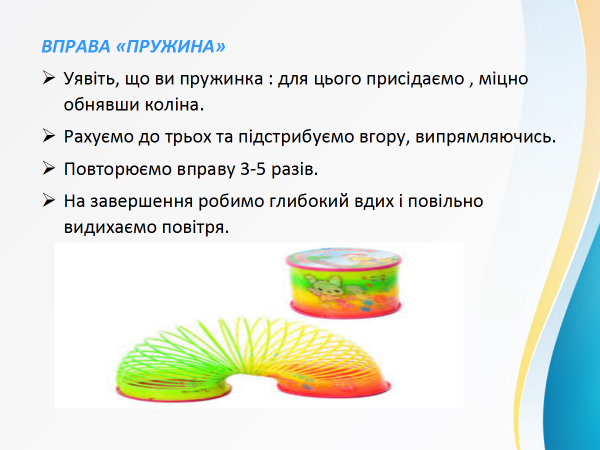 ВПРАВА «ПРУЖИНА»
Уявіть, що ви пружинка : для цього присідаємо , міцно
обнявши коліна.
Рахуємо до трьох та підстрибуємо вгору, випрямляючись.
Повторюємо вправу 3-5 разів.
На завершення робимо глибокий вдих і повільно
видихаємо повітря.